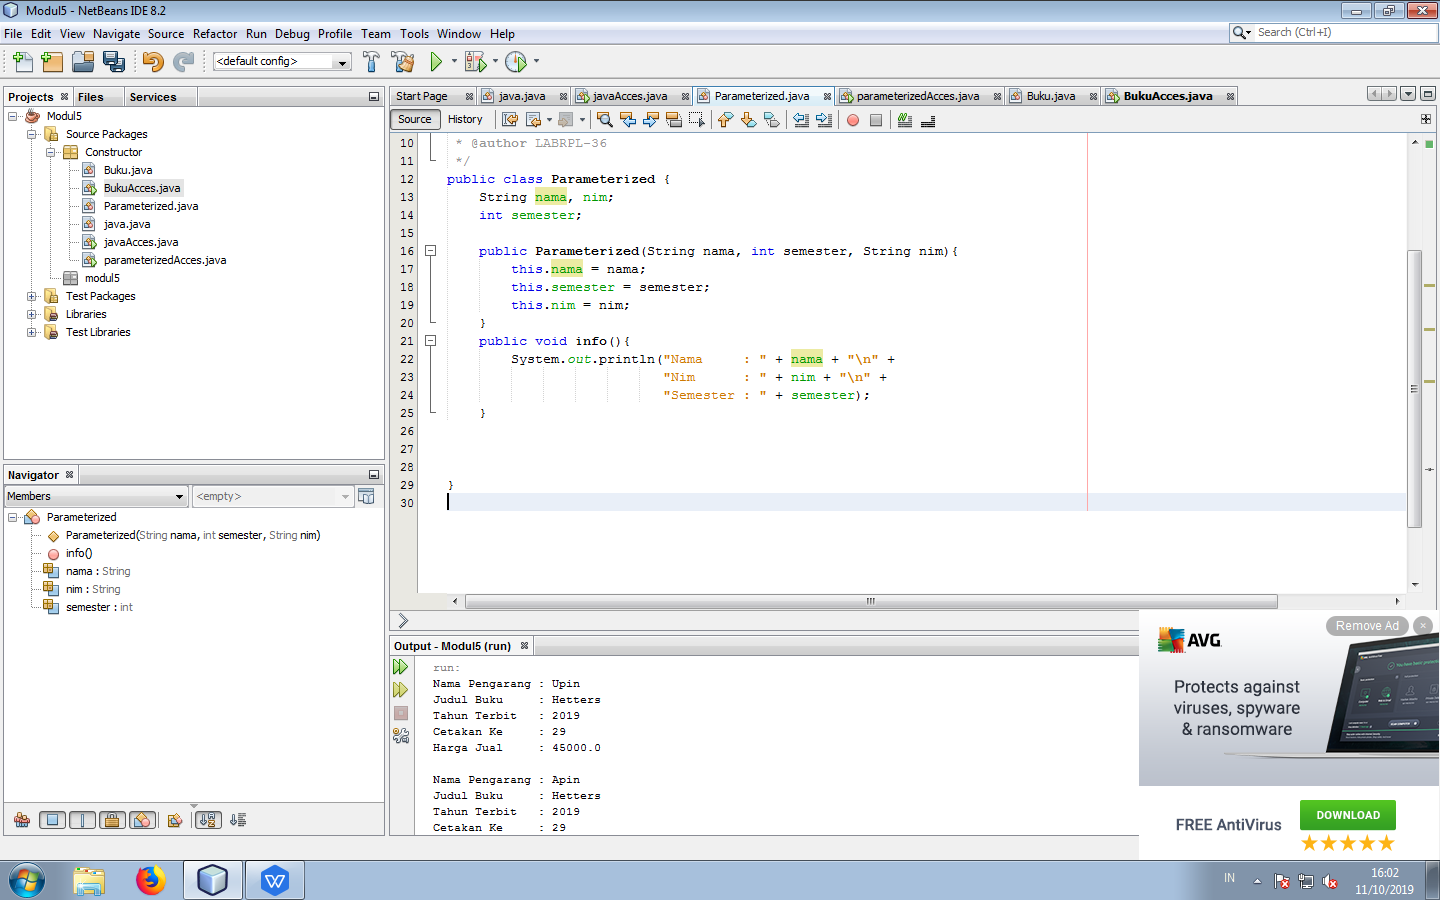 Modul5 - NetBeans IDE 8.2
File Edit View Navigate Source Refactor Run Debug Profile Team Tools Window Help
Search (Ctrl+I)
<default config>
Projects Files Services
Modul5
Source Packages
Constructor
Buku.java
BukuAcces.java
Parameterized.java
java.java
javaAcces.java
parameterizedAcces.java
modul5
Test Packages
Libraries
Test Libraries
Navigator
Members <empty>
Parameterized
Parameterized(String nama, int semester, String nim)
info()
nama : String
nim : String
semester : int
Start Page java.java javaAcces.java Parameterized.java parameterizedAcces.java Buku.java BukuAcces.java
Source History
10 * @author LABRPL-36
11 */
12 public class Parameterized {
13 String nama, nim;
14 int semester;
15
16 public Parameterized(String nama, int semester, String nim){
17 this.nama = nama;
18 this.semester = semester;
19 this.nim = nim;
20 }
21 public void info(){
22 System.out.println("Nama     : " + nama + "\n" +
23 "Nim      : " + nim + "\n" +
24 "Semester : " + semester);
25 }
26
27
28
29 }
30
Output - Modul5 (run)
run:
Nama Pengarang : Upin
Judul Buku     : Hetters
Tahun Terbit   : 2019
Cetakan Ke     : 29
Harga Jual     : 45000.0
Nama Pengarang : Apin
Judul Buku     : Hetters
Tahun Terbit   : 2019
Cetakan Ke     : 29
Remove Ad
AVG
Protects against
viruses, spyware
& ransomware
FREE AntiVirus
DOWNLOAD
IN
16:02
11/10/2019